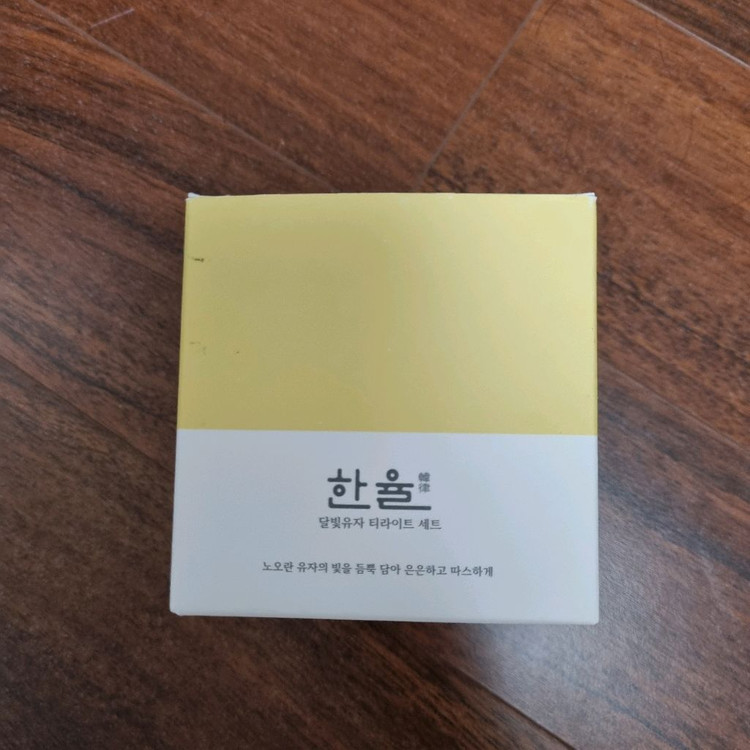 한율 韓律
달빛유자 티라이트 세트
노오란 유자의 빛을 듬뿍 담아 은은하고 따스하게